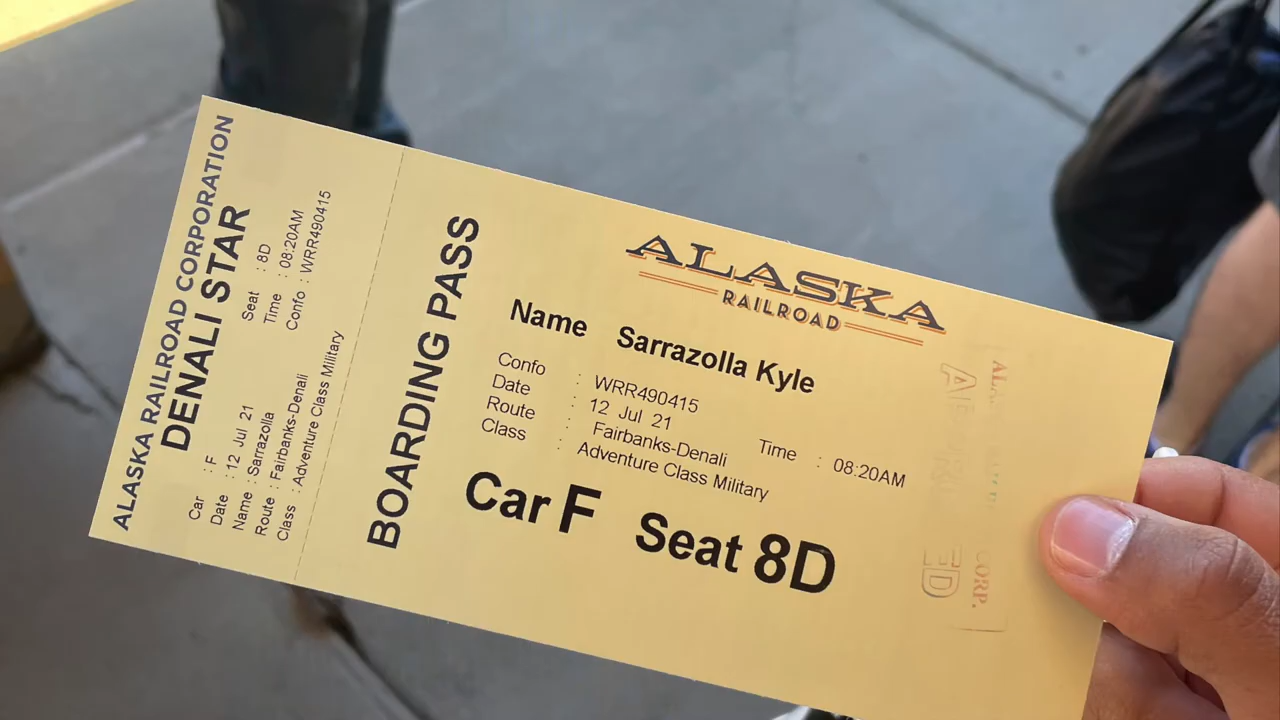 ALASKA RAILROAD CORPORATION
DENALI STAR
Car : F Seat : 8D
Date : 12 Jul 21 Time : 08:20AM
Name : Sarrazolla Confo : WRR490415
Route : Fairbanks-Denali
Class : Adventure Class Military
BOARDING PASS
ALASKA
RAILROAD
Name Sarrazolla Kyle
Confo : WRR490415
Date : 12 Jul 21
Route : Fairbanks-Denali Time : 08:20AM
Class : Adventure Class Military
Car F Seat 8D
CORP.